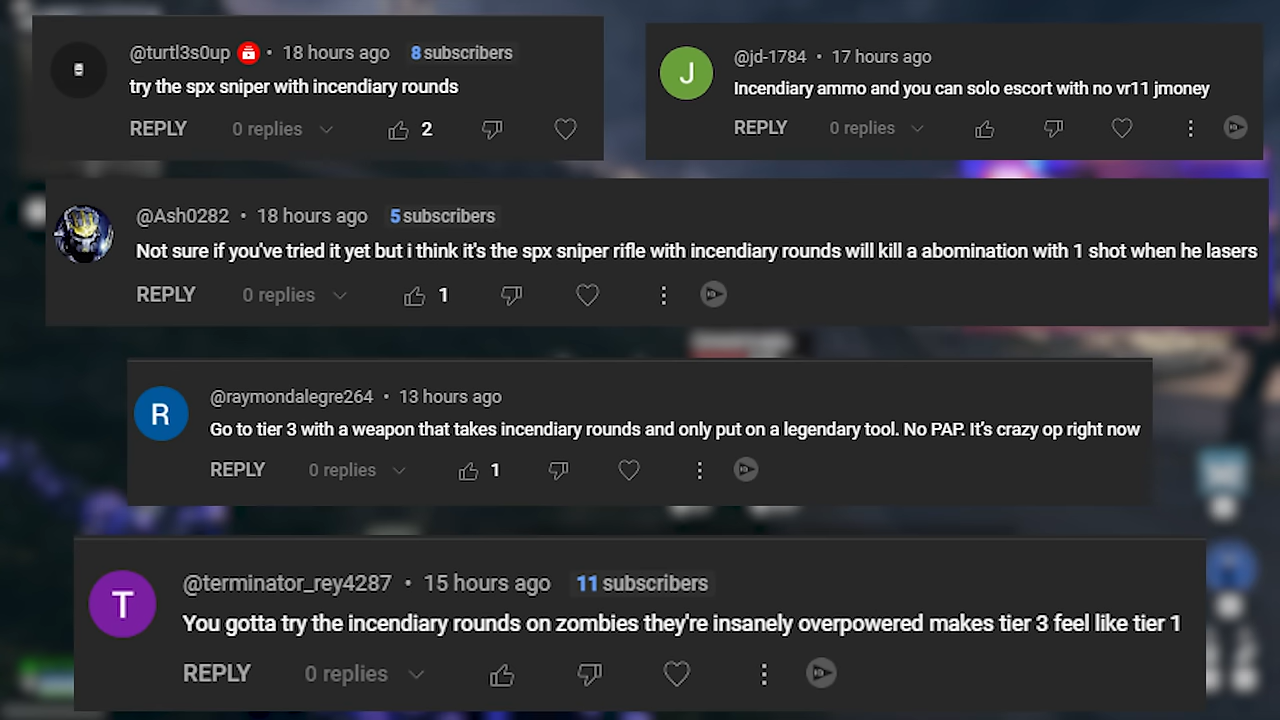 @turtl3s0up • 18 hours ago 8 subscribers
try the spx sniper with incendiary rounds
REPLY 0 replies 2
@jd-1784 • 17 hours ago
Incendiary ammo and you can solo escort with no vr11 jmoney
REPLY 0 replies
J
@Ash0282 • 18 hours ago 5 subscribers
Not sure if you've tried it yet but i think it's the spx sniper rifle with incendiary rounds will kill a abomination with 1 shot when he lasers
REPLY 0 replies 1
@raymondalegre264 • 13 hours ago
R
Go to tier 3 with a weapon that takes incendiary rounds and only put on a legendary tool. No PAP. It's crazy op right now
REPLY 0 replies 1
@terminator_rey4287 • 15 hours ago 11 subscribers
T
You gotta try the incendiary rounds on zombies they're insanely overpowered makes tier 3 feel like tier 1
REPLY 0 replies